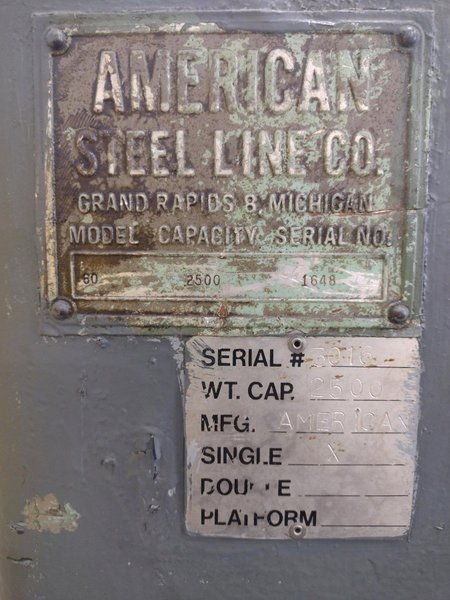 AMERICAN
STEEL LINE CO.
GRAND RAPIDS 8, MICHIGAN
MODEL CAPACITY SERIAL NO.
60 2500 1648
SERIAL #
WT. CAP. 2500
MFG. AMERICAN
SINGLE X
DOUBLE
PLATFORM